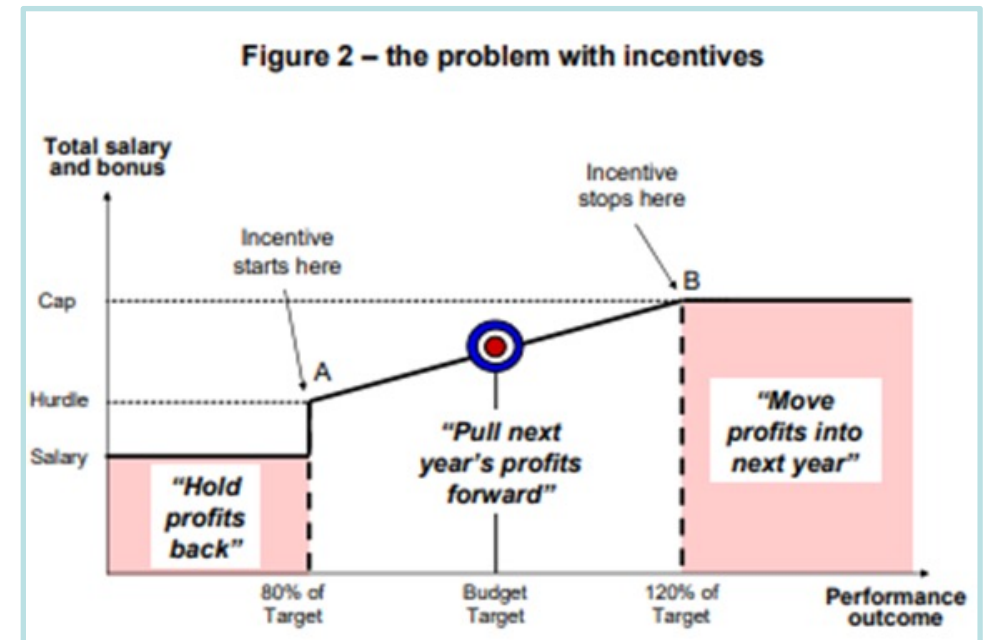 Figure 2 – the problem with incentives
Total salary
and bonus
Incentive
stops here
Incentive
starts here
Cap
B
A
Hurdle
Salary
“Hold
profits
back”
“Pull next
year’s profits
forward”
“Move
profits into
next year”
80% of
Target
Budget
Target
120% of
Target
Performance
outcome